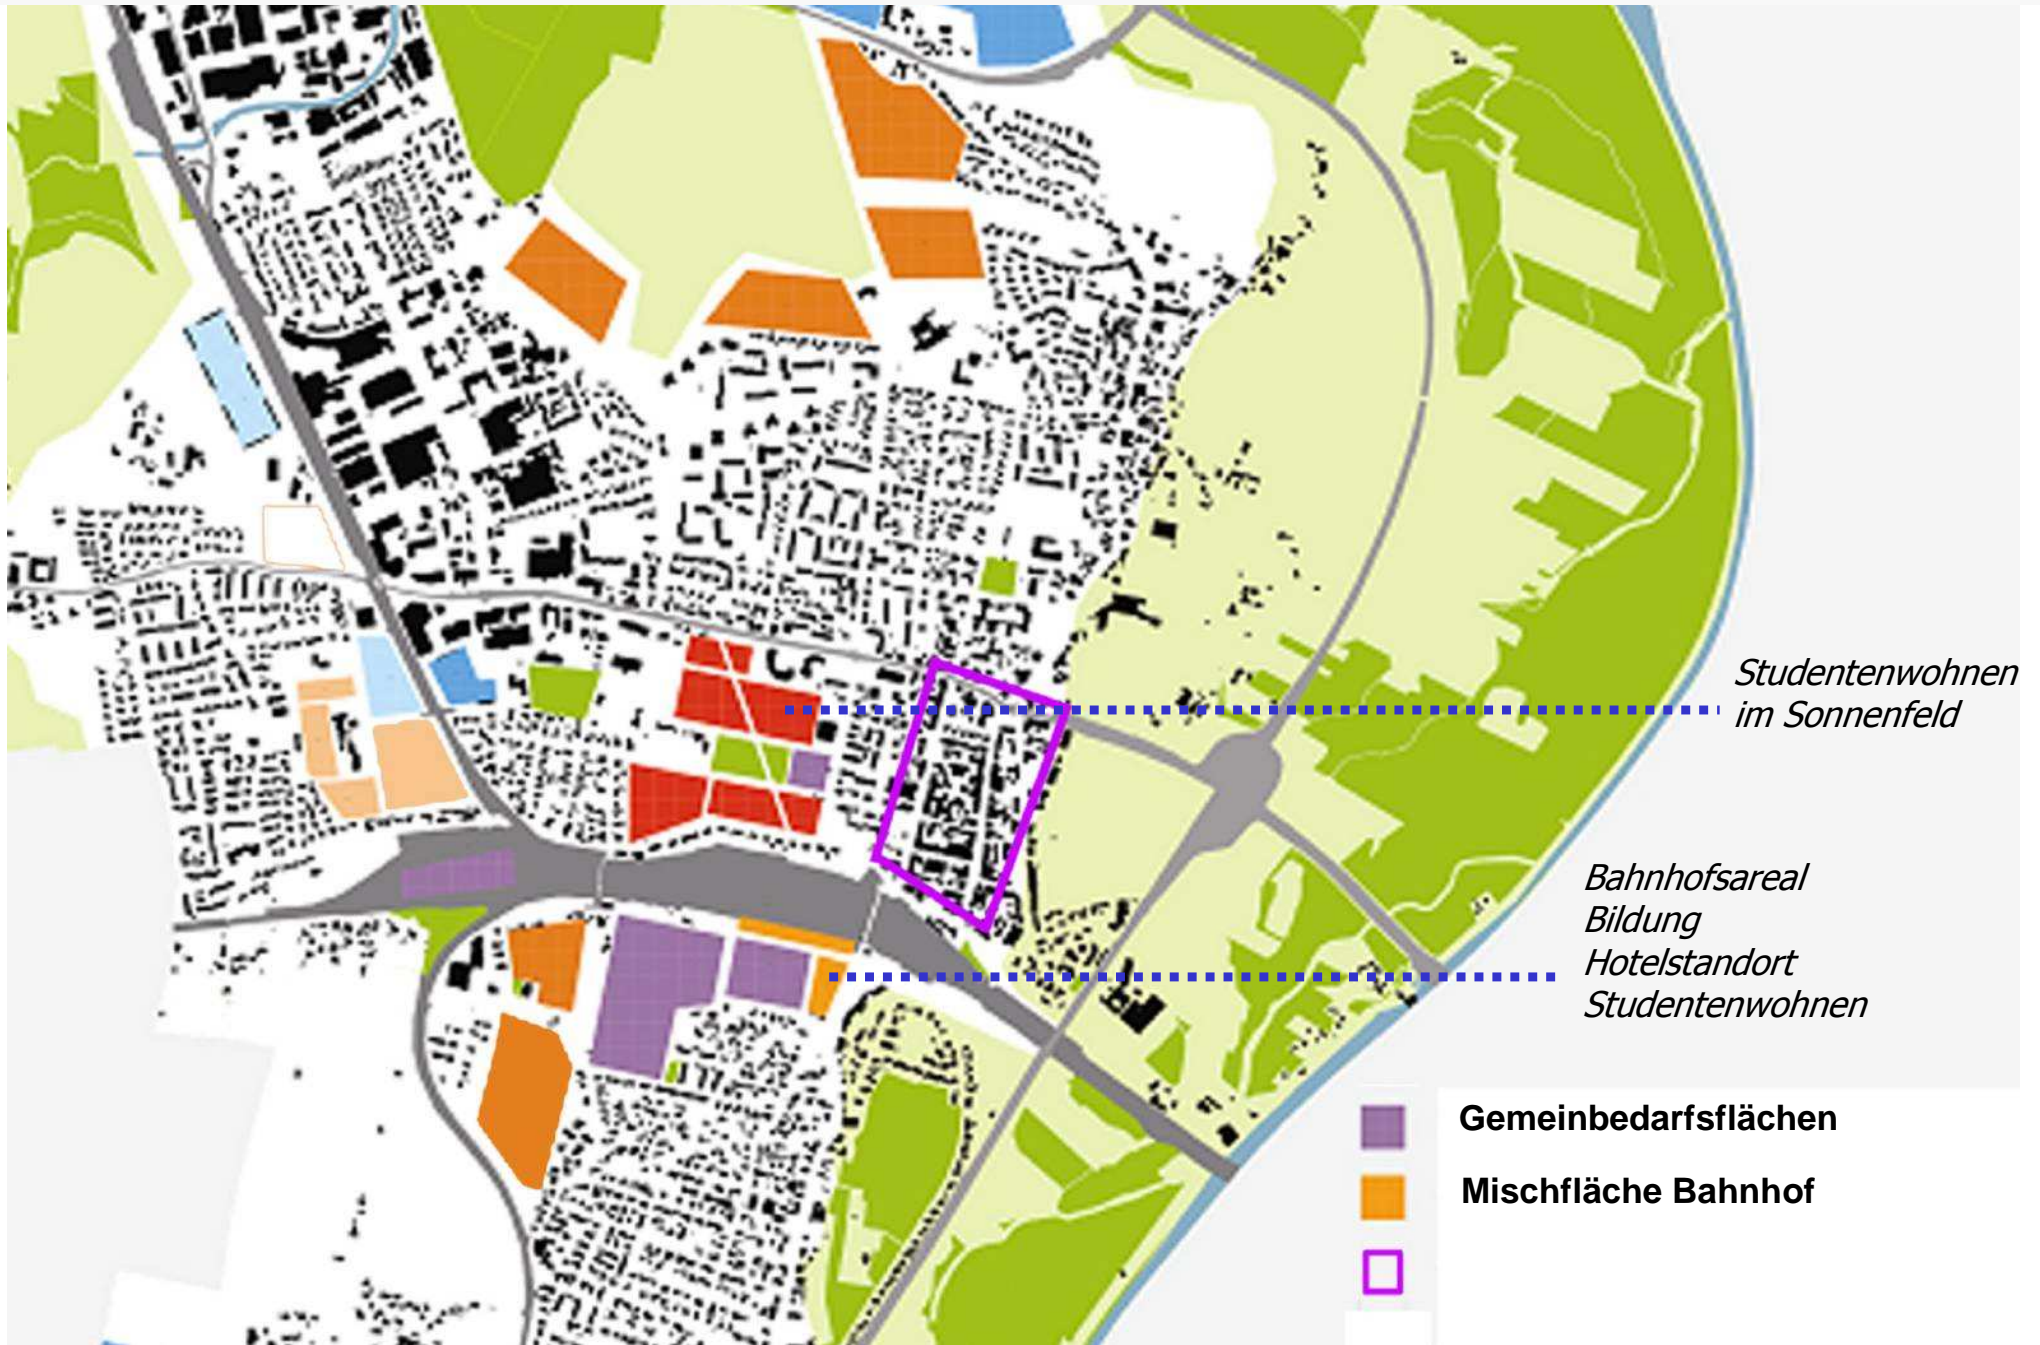 Studentenwohnen
im Sonnenfeld
Bahnhofsareal
Bildung
Hotelstandort
Studentenwohnen
Gemeinbedarfsflächen
Mischfläche Bahnhof